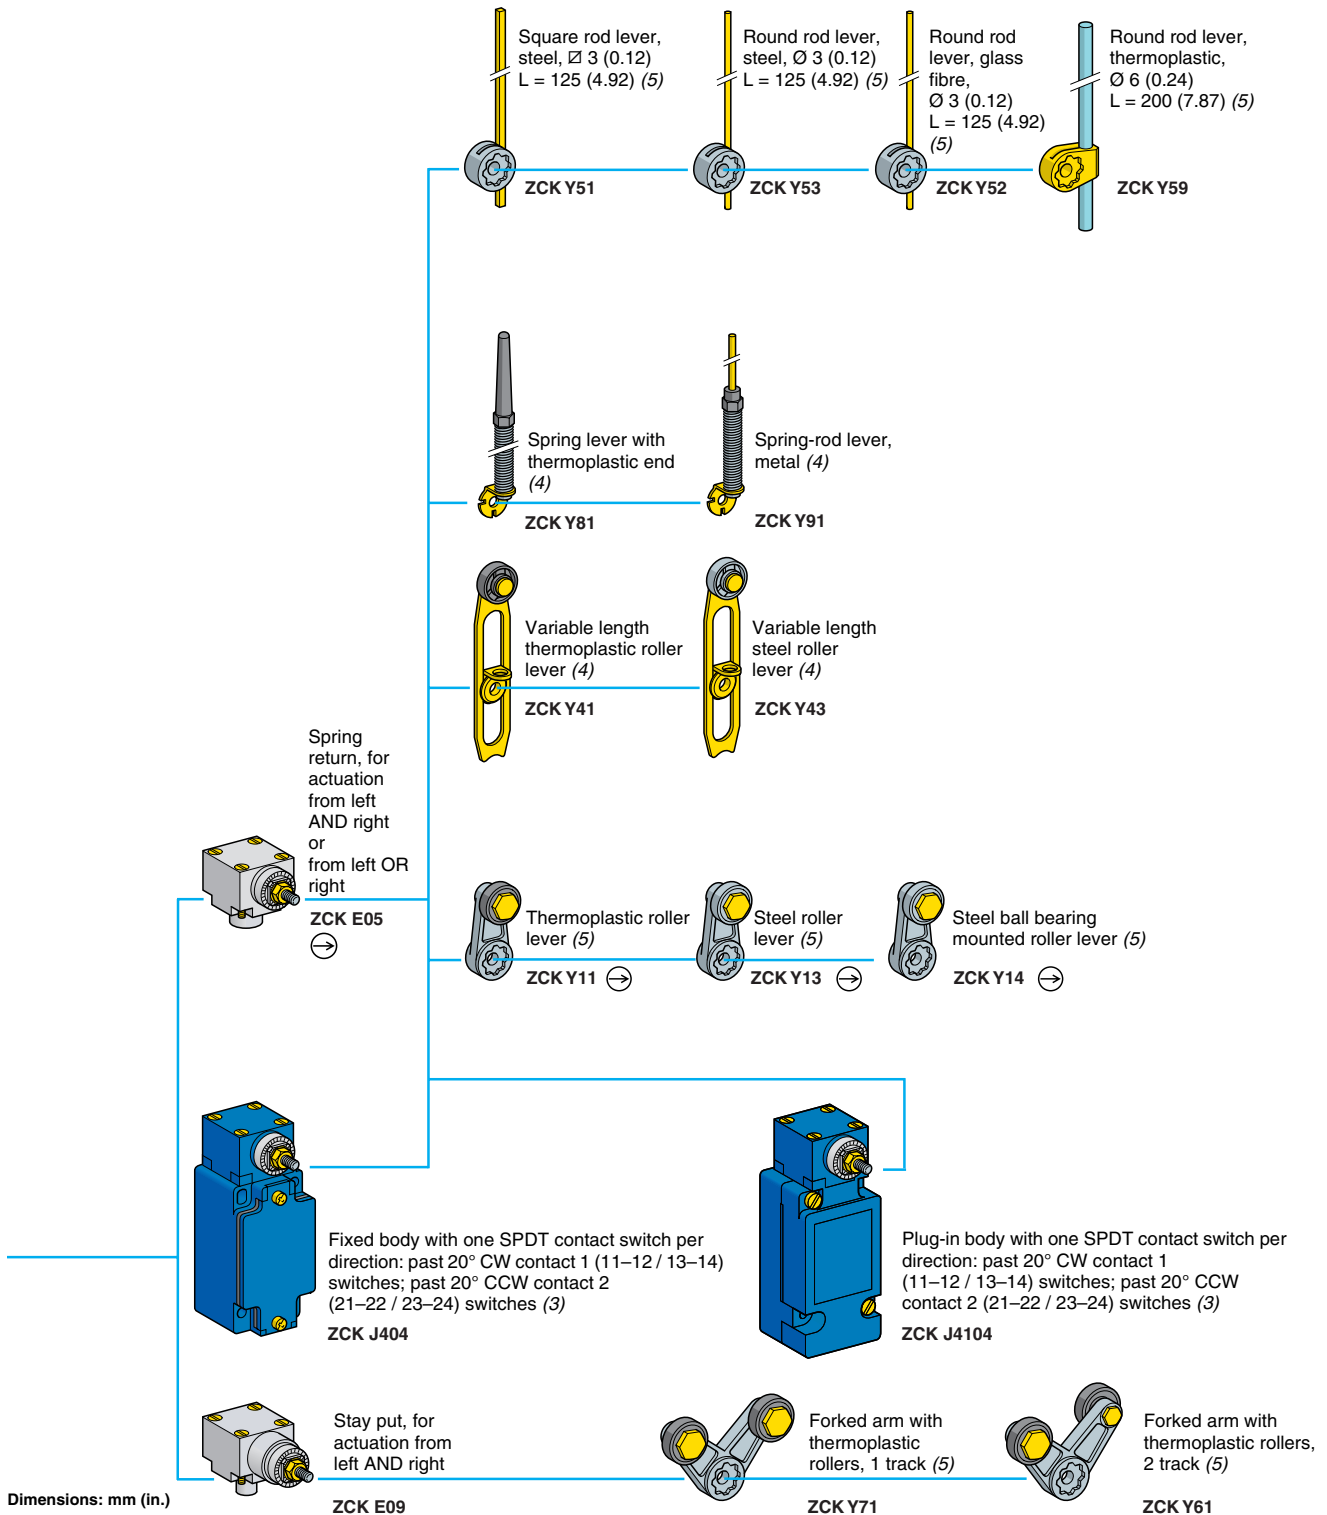 Square rod lever,
steel, ⌀ 3 (0.12)
L = 125 (4.92) (5)
ZCK Y51
Round rod lever,
steel, Ø 3 (0.12)
L = 125 (4.92) (5)
ZCK Y53
Round rod
lever, glass
fibre,
Ø 3 (0.12)
L = 125 (4.92)
(5)
ZCK Y52
Round rod lever,
thermoplastic,
Ø 6 (0.24)
L = 200 (7.87) (5)
ZCK Y59
Spring lever with
thermoplastic end
(4)
ZCK Y81
Spring-rod lever,
metal (4)
ZCK Y91
Variable length
thermoplastic roller
lever (4)
ZCK Y41
Variable length
steel roller
lever (4)
ZCK Y43
Spring
return, for
actuation
from left
AND right
or
from left OR
right
ZCK E05
Thermoplastic roller
lever (5)
ZCK Y11
Steel roller
lever (5)
ZCK Y13
Steel ball bearing
mounted roller lever (5)
ZCK Y14
Fixed body with one SPDT contact switch per
direction: past 20° CW contact 1 (11–12 / 13–14)
switches; past 20° CCW contact 2
(21–22 / 23–24) switches (3)
ZCK J404
Plug-in body with one SPDT contact switch per
direction: past 20° CW contact 1
(11–12 / 13–14) switches; past 20° CCW
contact 2 (21–22 / 23–24) switches (3)
ZCK J4104
Stay put, for
actuation from
left AND right
ZCK E09
Forked arm with
thermoplastic
rollers, 1 track (5)
ZCK Y71
Forked arm with
thermoplastic rollers,
2 track (5)
ZCK Y61
Dimensions: mm (in.)